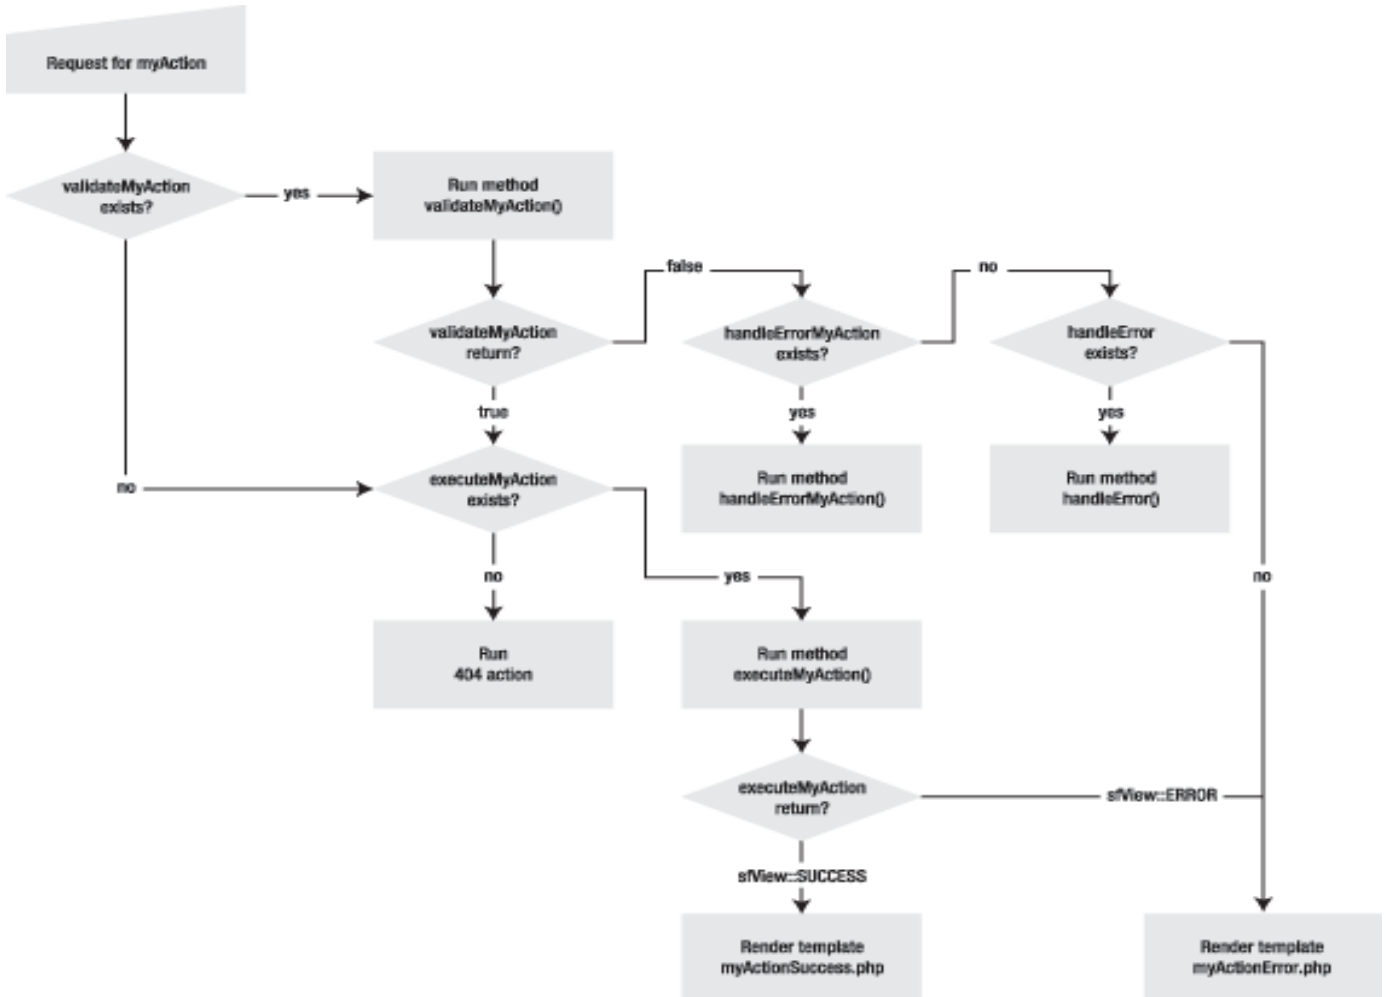 Request for myAction
validateMyAction
exists?
yes
Run method
validateMyAction()
false
no
validateMyAction
return?
handleErrorMyAction
exists?
handleError
exists?
true
yes
yes
no
executeMyAction
exists?
Run method
handleErrorMyAction()
Run method
handleError()
no
yes
no
Run
404 action
Run method
executeMyAction()
executeMyAction
return?
sfView::ERROR
sfView::SUCCESS
Render template
myActionSuccess.php
Render template
myActionError.php